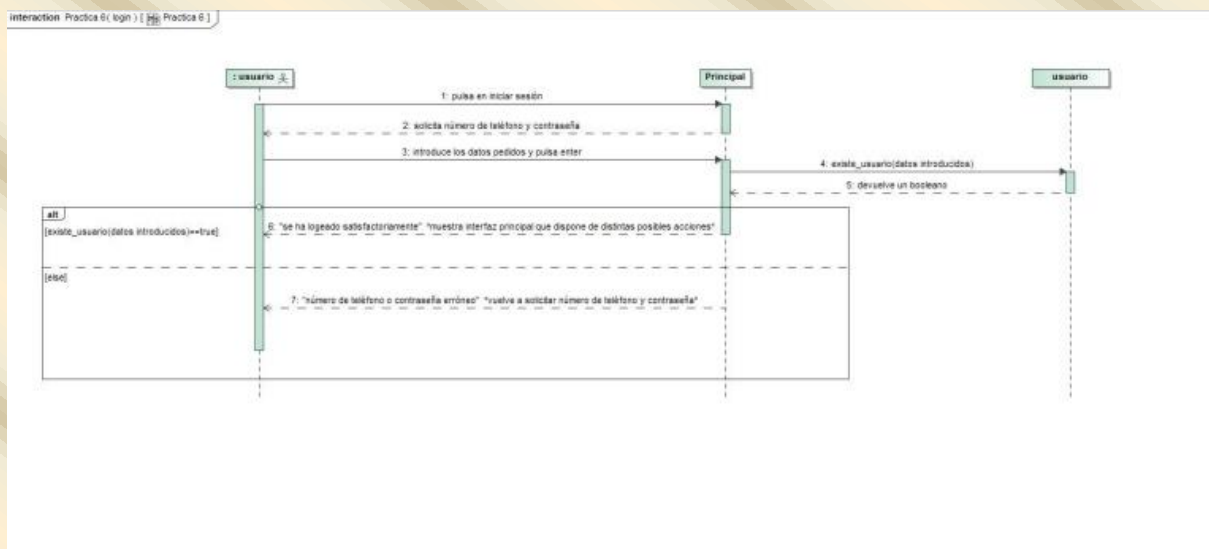 interaction Practica 6( login ) [ Practica 6 ]
: usuario
Principal
usuario
1: pulsa en iniciar sesión
2: solicita número de teléfono y contraseña
3: introduce los datos pedidos y pulsa enter
4: existe_usuario(datos introducidos)
5: devuelve un booleano
alt
[existe_usuario(datos introducidos)==true]
6: "se ha logeado satisfactoriamente" *muestra interfaz principal que dispone de distintas posibles acciones*
[else]
7: "número de teléfono o contraseña erróneo" *vuelve a solicitar número de teléfono y contraseña*